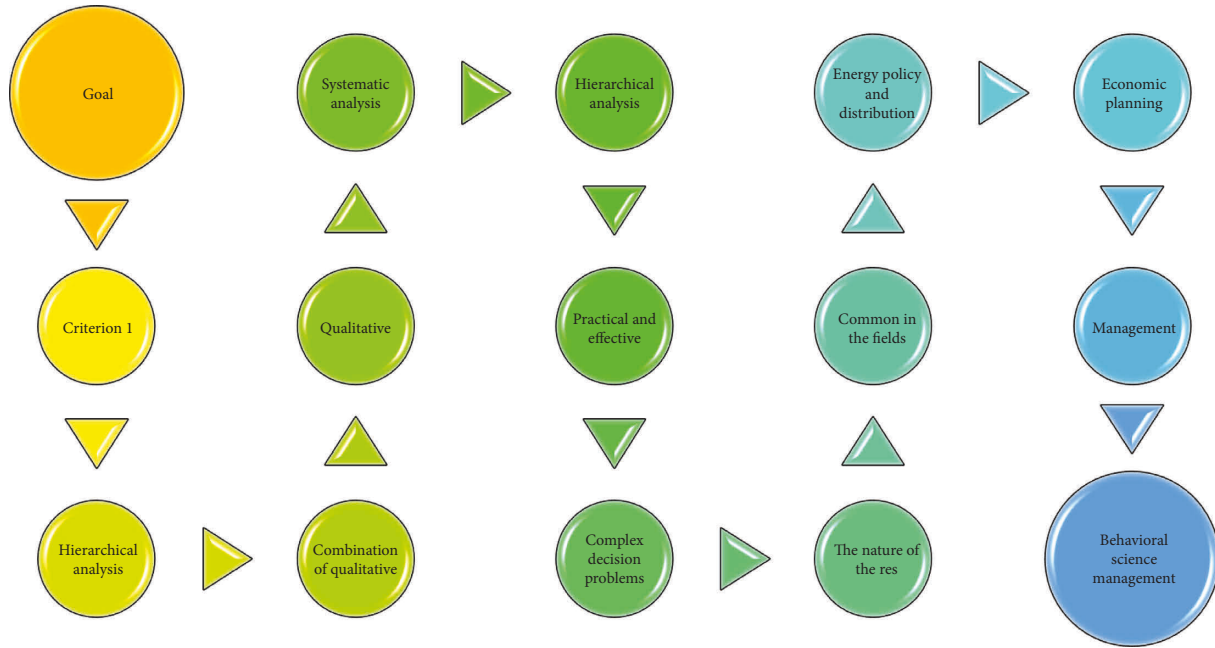 Goal
Criterion 1
Hierarchical
analysis
Combination
of qualitative
Qualitative
Systematic
analysis
Hierarchical
analysis
Practical and
effective
Complex
decision
problems
The nature of
the res
Common in
the fields
Energy policy
and
distribution
Economic
planning
Management
Behavioral
science
management